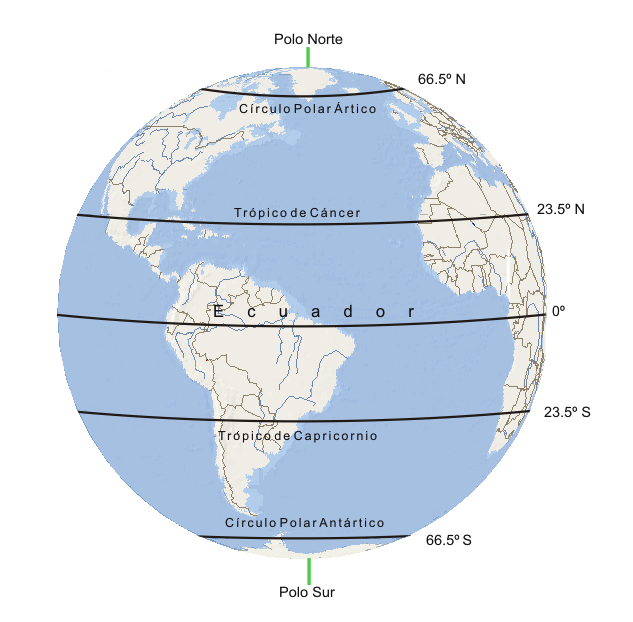 Polo Norte
66.5º N
Círculo Polar Ártico
Trópico de Cáncer
23.5º N
Ecuador
0º
23.5º S
Trópico de Capricornio
Círculo Polar Antártico
66.5º S
Polo Sur